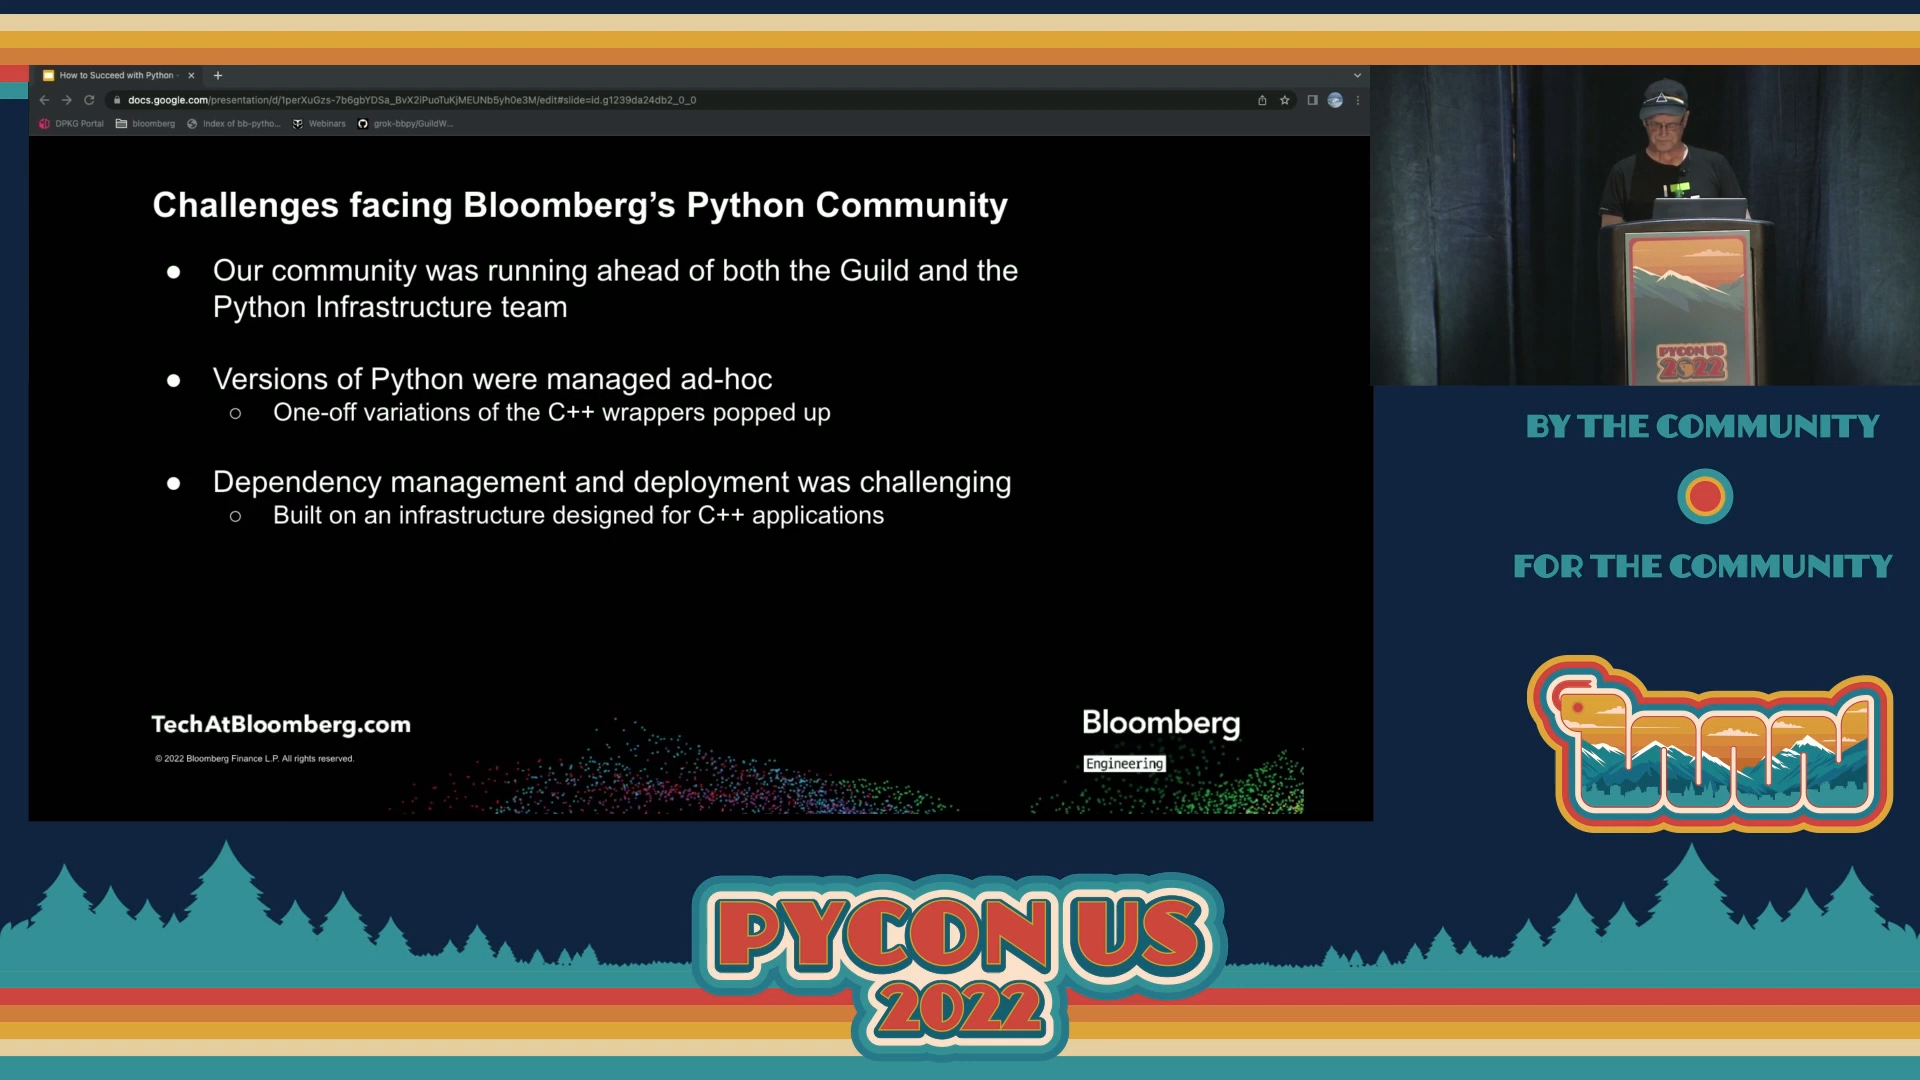 How to Succeed with Python
docs.google.com/presentation/d/1perXuGzs-7b6gbYDSa_BvX2iPuoTuKjMEUNb5yh0e3M/edit#slide=id.g1239da24db2_0_0
DPKG Portal bloomberg Index of bb-pytho... Webinars grok-bbpy/GuildW...
Challenges facing Bloomberg’s Python Community
● Our community was running ahead of both the Guild and the
Python Infrastructure team
● Versions of Python were managed ad-hoc
○ One-off variations of the C++ wrappers popped up
● Dependency management and deployment was challenging
○ Built on an infrastructure designed for C++ applications
TechAtBloomberg.com
© 2022 Bloomberg Finance L.P. All rights reserved.
Bloomberg
Engineering
PYCON US
2022
BY THE COMMUNITY
FOR THE COMMUNITY
PYCON US
2022